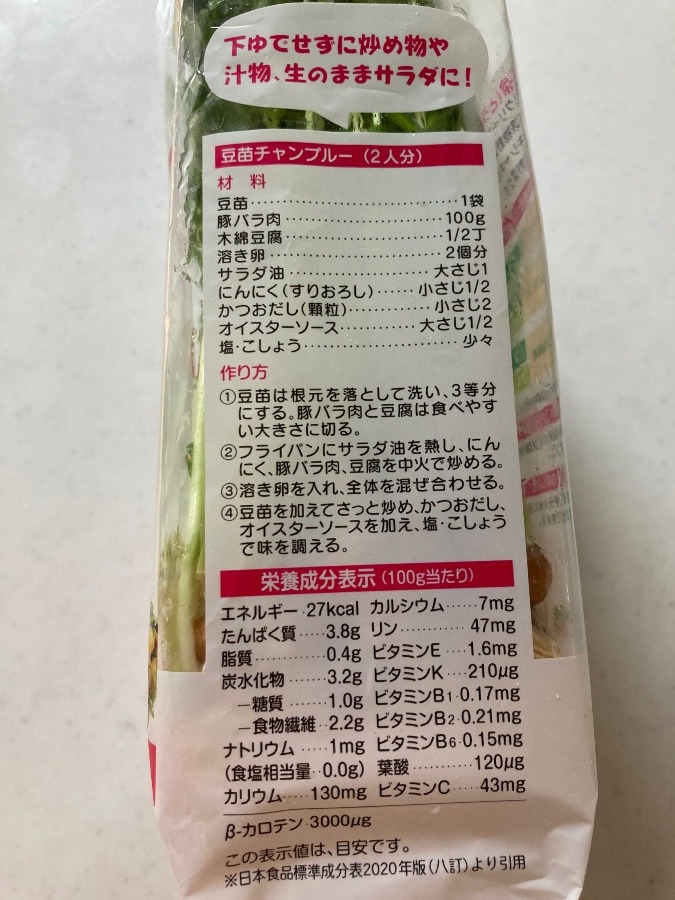 下ゆでせずに炒め物や
汁物、生のままサラダに!
豆苗チャンプルー(2人分)
材 料
豆苗……………………………1袋
豚バラ肉……………………100g
木綿豆腐……………………1/2丁
溶き卵………………………2個分
サラダ油…………………大さじ1
にんにく(すりおろし)……小さじ1/2
かつおだし(顆粒)…………小さじ2
オイスターソース…………大さじ1/2
塩・こしょう……………………少々
作り方
①豆苗は根元を落として洗い、3等分
にする。豚バラ肉と豆腐は食べやす
い大きさに切る。
②フライパンにサラダ油を熱し、にん
にく、豚バラ肉、豆腐を中火で炒める。
③溶き卵を入れ、全体を混ぜ合わせる。
④豆苗を加えてさっと炒め、かつおだし、
オイスターソースを加え、塩・こしょう
で味を調える。
栄養成分表示(100g当たり)
エネルギー・27kcal カルシウム……7mg
たんぱく質……3.8g リン…………47mg
脂質…………0.4g ビタミンE……1.6mg
炭水化物……3.2g ビタミンK……210μg
−糖質………1.0g ビタミンB1・0.17mg
−食物繊維…2.2g ビタミンB2・0.21mg
ナトリウム……1mg ビタミンB6・0.15mg
(食塩相当量…0.0g) 葉酸…………120μg
カリウム……130mg ビタミンC……43mg
β-カロテン・3000μg
この表示値は、目安です。
※日本食品標準成分表2020年版(八訂)より引用